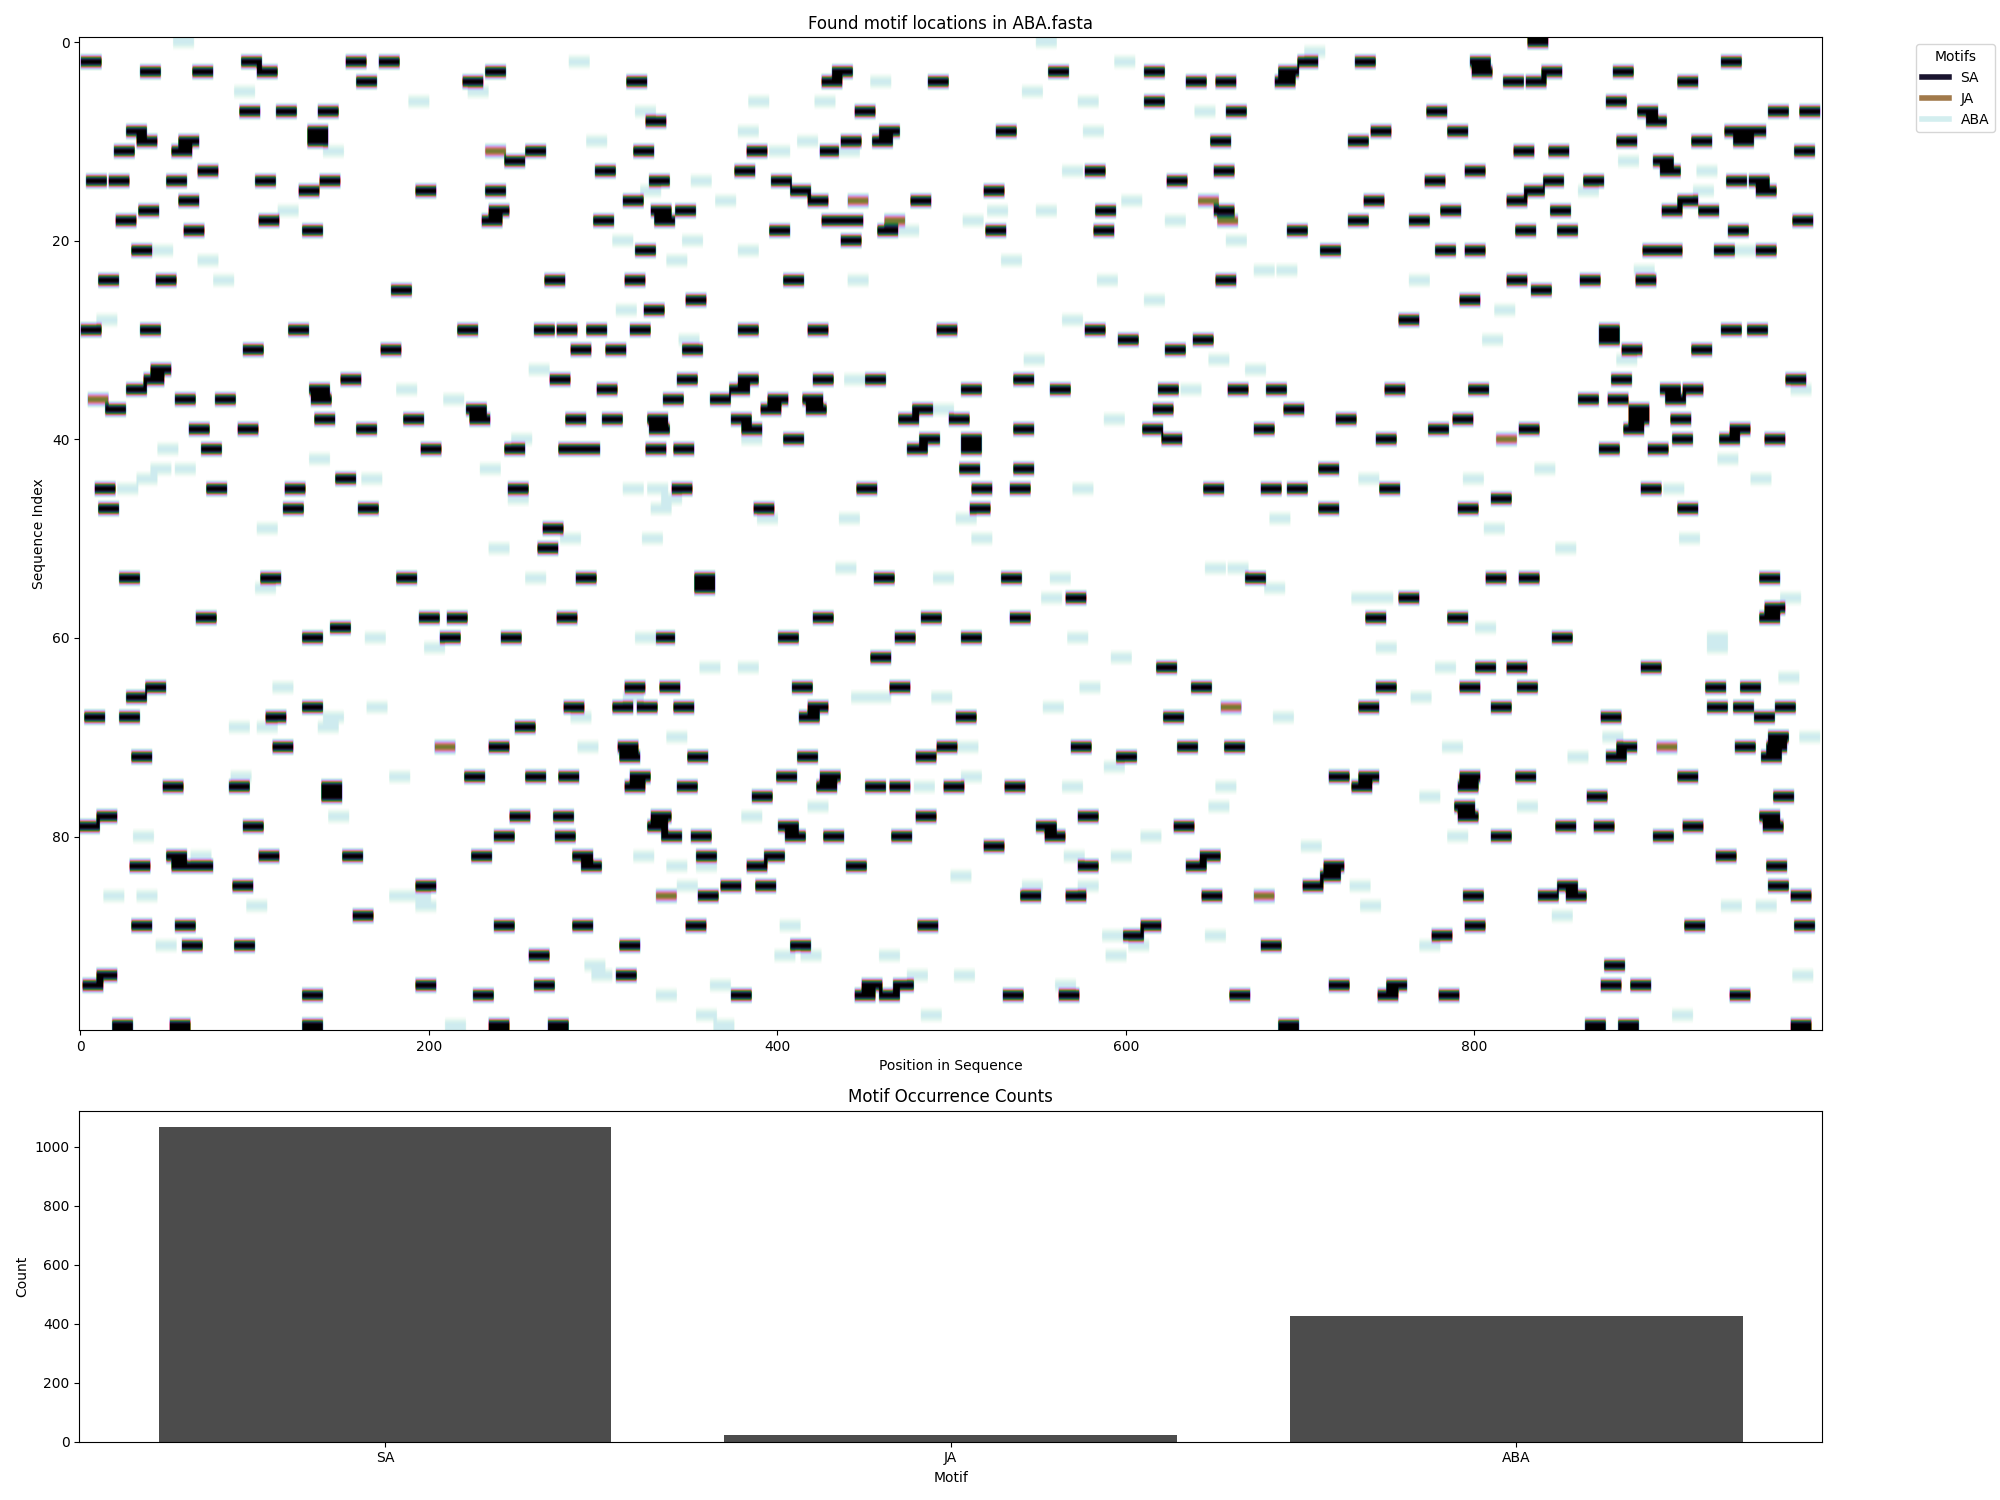 Found motif locations in ABA.fasta
Motifs
SA
JA
ABA
0
20
40
60
80
Sequence Index
0
200
400
600
800
Position in Sequence
Motif Occurrence Counts
1000
800
600
400
200
0
Count
SA
JA
ABA
Motif